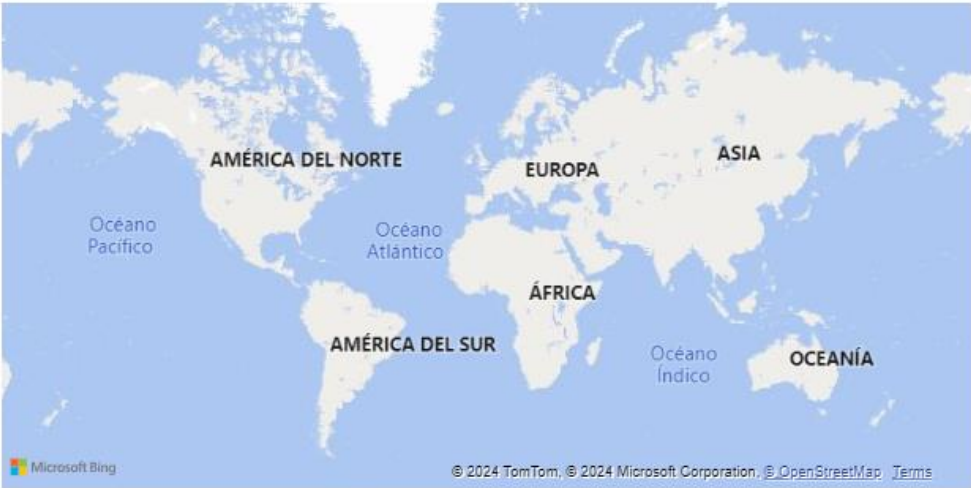 AMÉRICA DEL NORTE
EUROPA
ASIA
Océano
Pacífico
Océano
Atlántico
ÁFRICA
AMÉRICA DEL SUR
Océano
Índico
OCEANÍA
Microsoft Bing
© 2024 TomTom, © 2024 Microsoft Corporation, © OpenStreetMap Terms